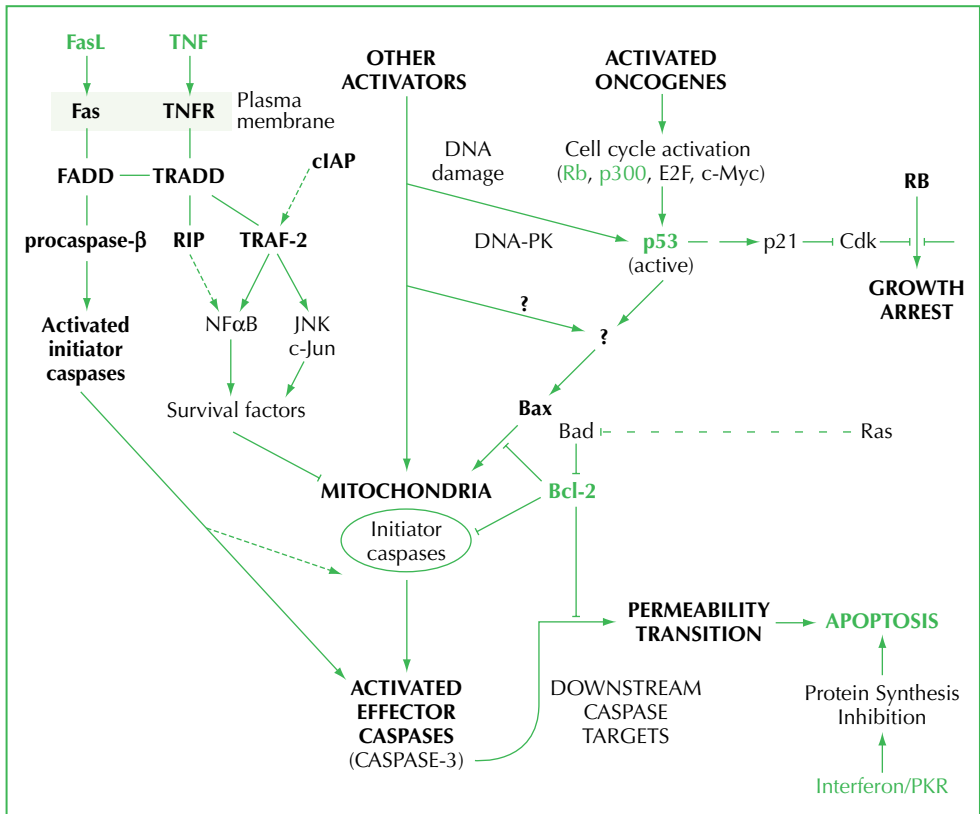 FasL
TNF
OTHER
ACTIVATORS
ACTIVATED
ONCOGENES
Fas
TNFR
Plasma
membrane
FADD
TRADD
cIAP
DNA
damage
Cell cycle activation
(Rb, p300, E2F, c-Myc)
RB
procaspase-β
RIP
TRAF-2
DNA-PK
p53
(active)
p21
Cdk
GROWTH
ARREST
Activated
initiator
caspases
NFαB
JNK
c-Jun
?
?
Survival factors
Bax
Bad
Ras
MITOCHONDRIA
Bcl-2
Initiator
caspases
PERMEABILITY
TRANSITION
APOPTOSIS
ACTIVATED
EFFECTOR
CASPASES
(CASPASE-3)
DOWNSTREAM
CASPASE
TARGETS
Protein Synthesis
Inhibition
Interferon/PKR